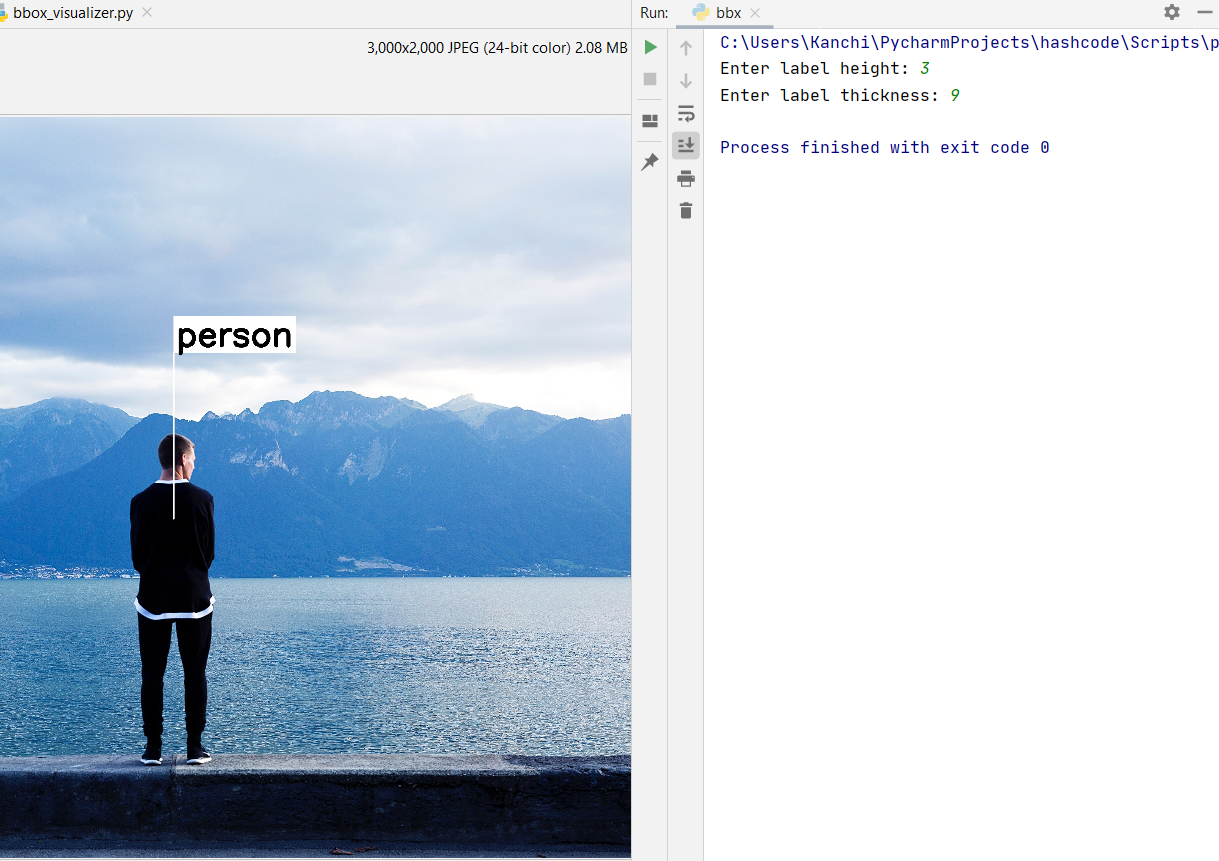 bbox_visualizer.py
3,000x2,000 JPEG (24-bit color) 2.08 MB
person
Run: bbx
C:\Users\Kanchi\PycharmProjects\hashcode\Scripts\p
Enter label height: 3
Enter label thickness: 9
Process finished with exit code 0